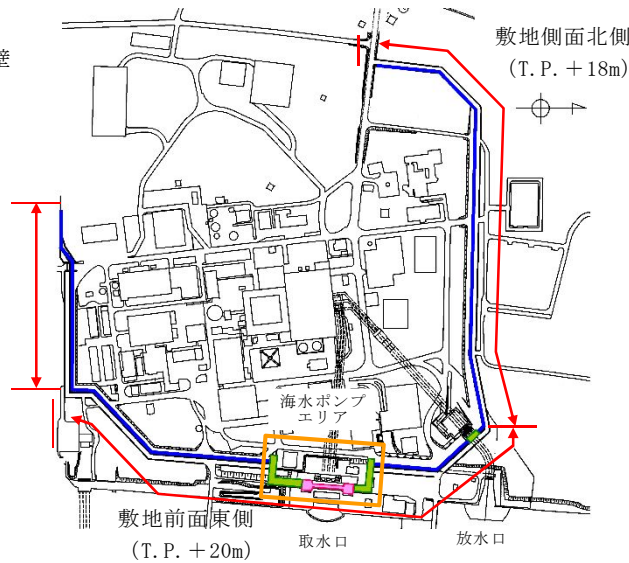 敷地側面北側
(T.P.+18m)
壁
海水ポンプ
エリア
敷地前面東側
(T.P.+20m)
取水口
放水口